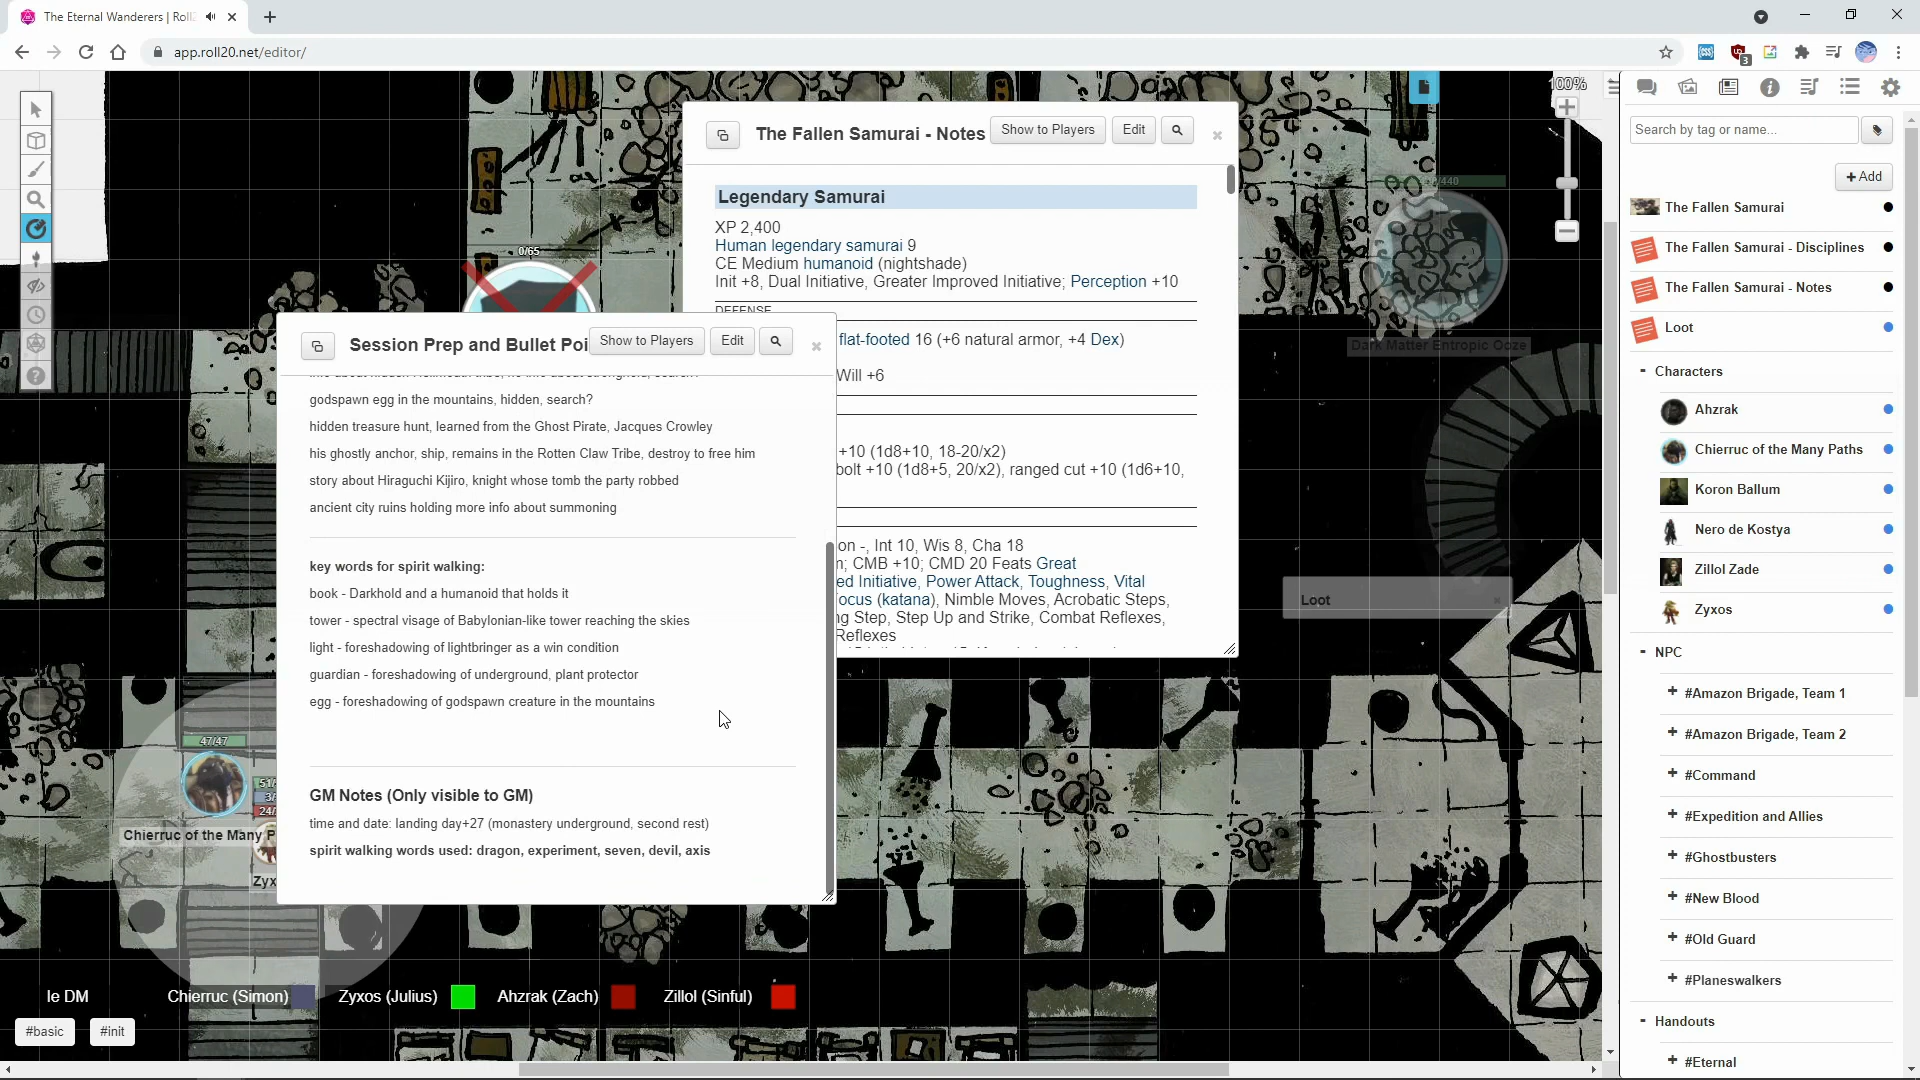 The Eternal Wanderers | Roll2
app.roll20.net/editor/
3
100%
The Fallen Samurai - Notes
Show to Players
Edit
Legendary Samurai
XP 2,400
Human legendary samurai 9
CE Medium humanoid (nightshade)
Init +8, Dual Initiative, Greater Improved Initiative; Perception +10
DEFENSE
flat-footed 16 (+6 natural armor, +4 Dex)
Will +6
+10 (1d8+10, 18-20/x2)
bolt +10 (1d8+5, 20/x2), ranged cut +10 (1d6+10,
on -, Int 10, Wis 8, Cha 18
CMB +10; CMD 20 Feats Great
ed Initiative, Power Attack, Toughness, Vital
ocus (katana), Nimble Moves, Acrobatic Steps,
ng Step, Step Up and Strike, Combat Reflexes,
Reflexes
0/65
/440
Dark Matter Entropic Ooze
Loot
Session Prep and Bullet Poi
Show to Players
Edit
godspawn egg in the mountains, hidden, search?
hidden treasure hunt, learned from the Ghost Pirate, Jacques Crowley
his ghostly anchor, ship, remains in the Rotten Claw Tribe, destroy to free him
story about Hiraguchi Kijiro, knight whose tomb the party robbed
ancient city ruins holding more info about summoning
key words for spirit walking:
book - Darkhold and a humanoid that holds it
tower - spectral visage of Babylonian-like tower reaching the skies
light - foreshadowing of lightbringer as a win condition
guardian - foreshadowing of underground, plant protector
egg - foreshadowing of godspawn creature in the mountains
GM Notes (Only visible to GM)
time and date: landing day+27 (monastery underground, second rest)
spirit walking words used: dragon, experiment, seven, devil, axis
47/47
51/
3/
24/
Chierruc of the Many P
Zyx
le DM
Chierruc (Simon)
Zyxos (Julius)
Ahzrak (Zach)
Zillol (Sinful)
#basic
#init
Search by tag or name...
+ Add
The Fallen Samurai
The Fallen Samurai - Disciplines
The Fallen Samurai - Notes
Loot
- Characters
Ahzrak
Chierruc of the Many Paths
Koron Ballum
Nero de Kostya
Zillol Zade
Zyxos
- NPC
+ #Amazon Brigade, Team 1
+ #Amazon Brigade, Team 2
+ #Command
+ #Expedition and Allies
+ #Ghostbusters
+ #New Blood
+ #Old Guard
+ #Planeswalkers
- Handouts
+ #Eternal